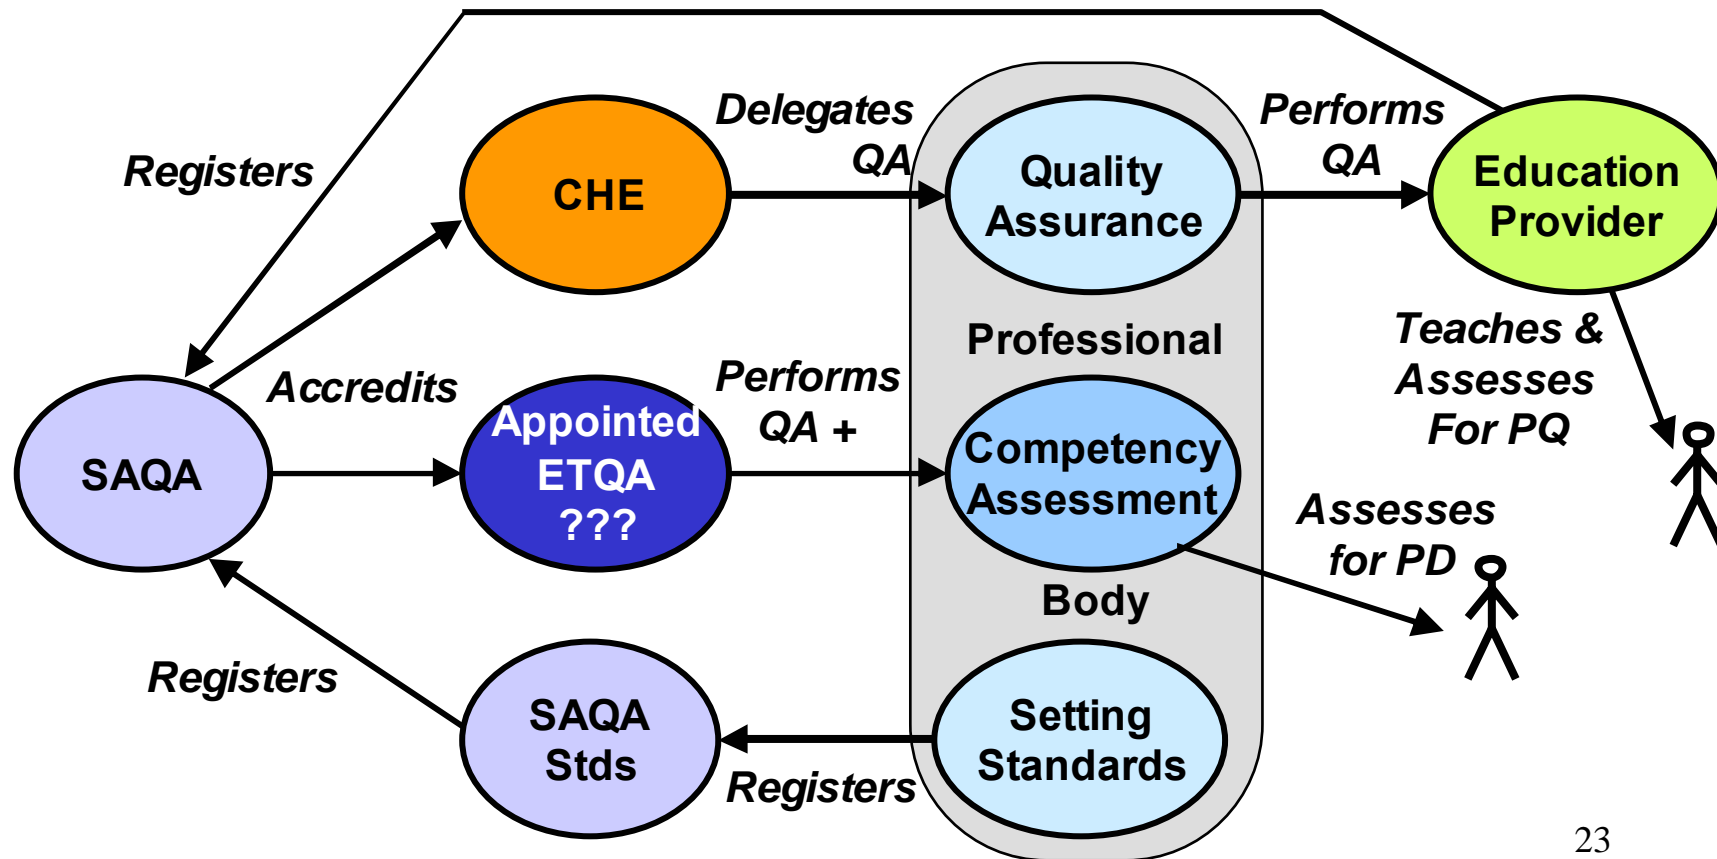 Delegates
QA
Performs
QA
Registers
CHE
Quality
Assurance
Education
Provider
Professional
Teaches &
Assesses
For PQ
Accredits
Performs
QA +
SAQA
Appointed
ETQA
???
Competency
Assessment
Assesses
for PD
Body
Registers
SAQA
Stds
Registers
Setting
Standards
23